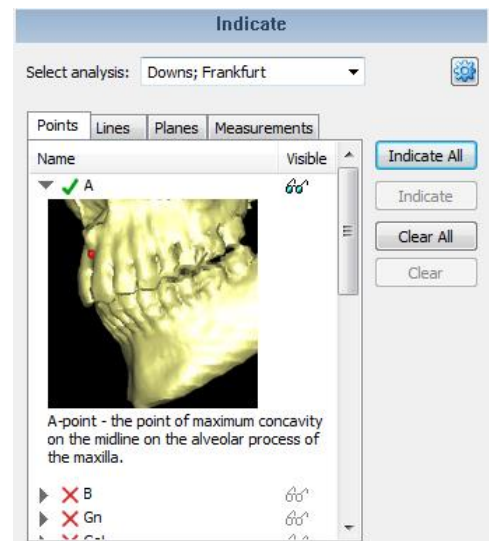 Indicate
Select analysis: Downs; Frankfurt
Points Lines Planes Measurements
Name Visible
A
A-point - the point of maximum concavity
on the midline on the alveolar process of
the maxilla.
B
Gn
Indicate All
Indicate
Clear All
Clear